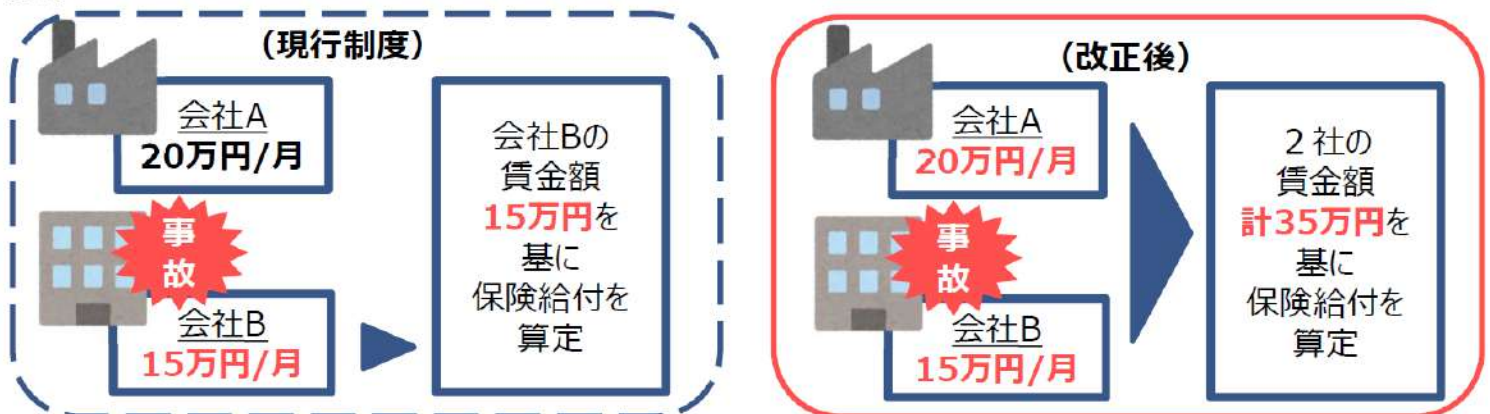 (現行制度)
会社A
20万円/月
事
故
会社B
15万円/月
会社Bの
賃金額
15万円を
基に
保険給付を
算定
(改正後)
会社A
20万円/月
事
故
会社B
15万円/月
２社の
賃金額
計35万円を
基に
保険給付を
算定